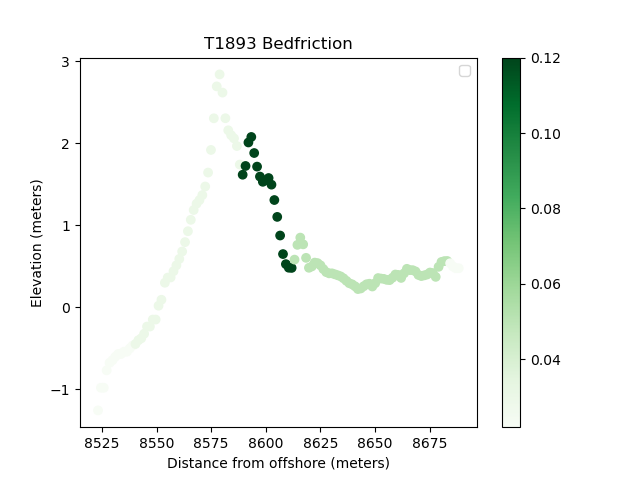 T1893 Bedfriction
3
2
1
0
−1
Elevation (meters)
8525 8550 8575 8600 8625 8650 8675
Distance from offshore (meters)
0.12
0.10
0.08
0.06
0.04